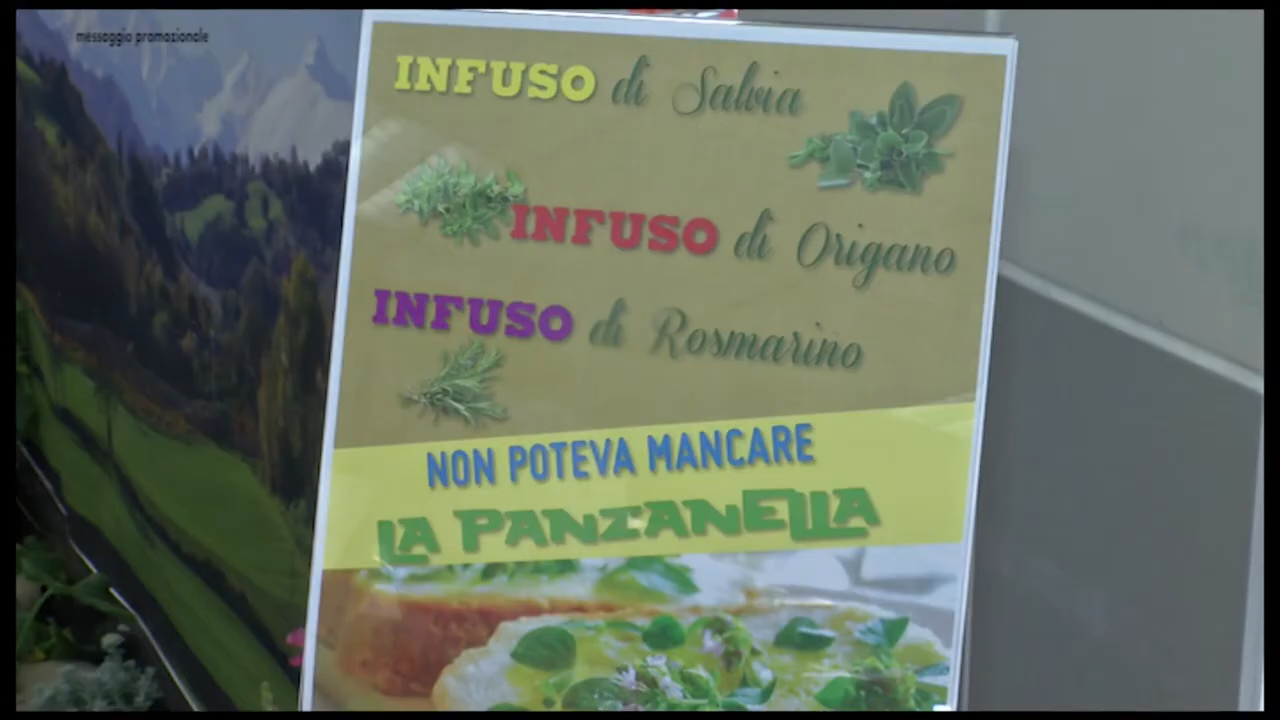 messaggio promozionale
INFUSO di Salvia
INFUSO di Origano
INFUSO di Rosmarino
NON POTEVA MANCARE
LA PANZANELLA